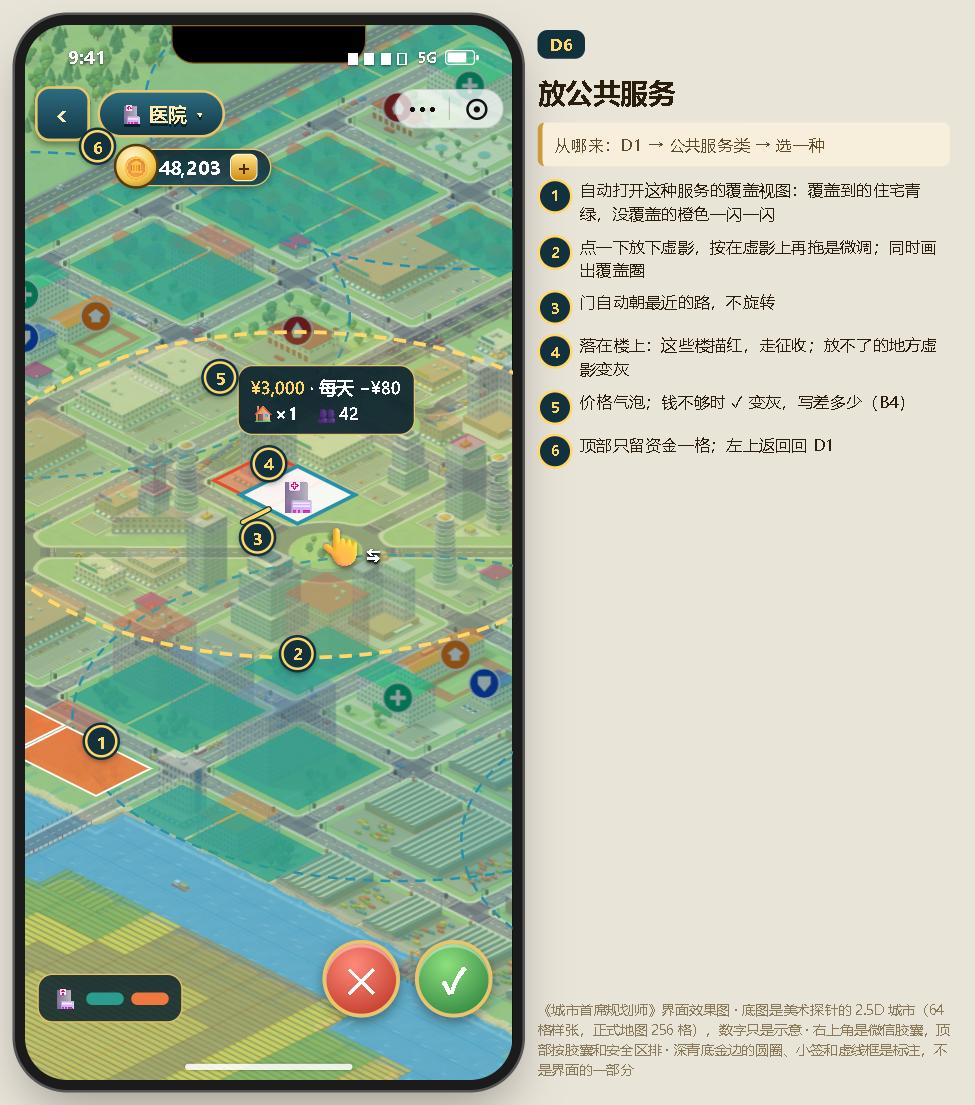 9:41
5G
医院
6
48,203
+
5
¥3,000 · 每天 −¥80
×1 42
4
3
2
1
D6
放公共服务
从哪来：D1 → 公共服务类 → 选一种
1 自动打开这种服务的覆盖视图：覆盖到的住宅青
绿，没覆盖的橙色一闪一闪
2 点一下放下虚影，按在虚影上再拖是微调；同时画
出覆盖圈
3 门自动朝最近的路，不旋转
4 落在楼上：这些楼描红，走征收；放不了的地方虚
影变灰
5 价格气泡；钱不够时 ✓ 变灰，写差多少（B4）
6 顶部只留资金一格；左上返回回 D1
《城市首席规划师》界面效果图 · 底图是美术探针的 2.5D 城市（64
格样张，正式地图 256 格），数字只是示意 · 右上角是微信胶囊，顶
部按胶囊和安全区排 · 深青底金边的圆圈、小签和虚线框是标注，不
是界面的一部分